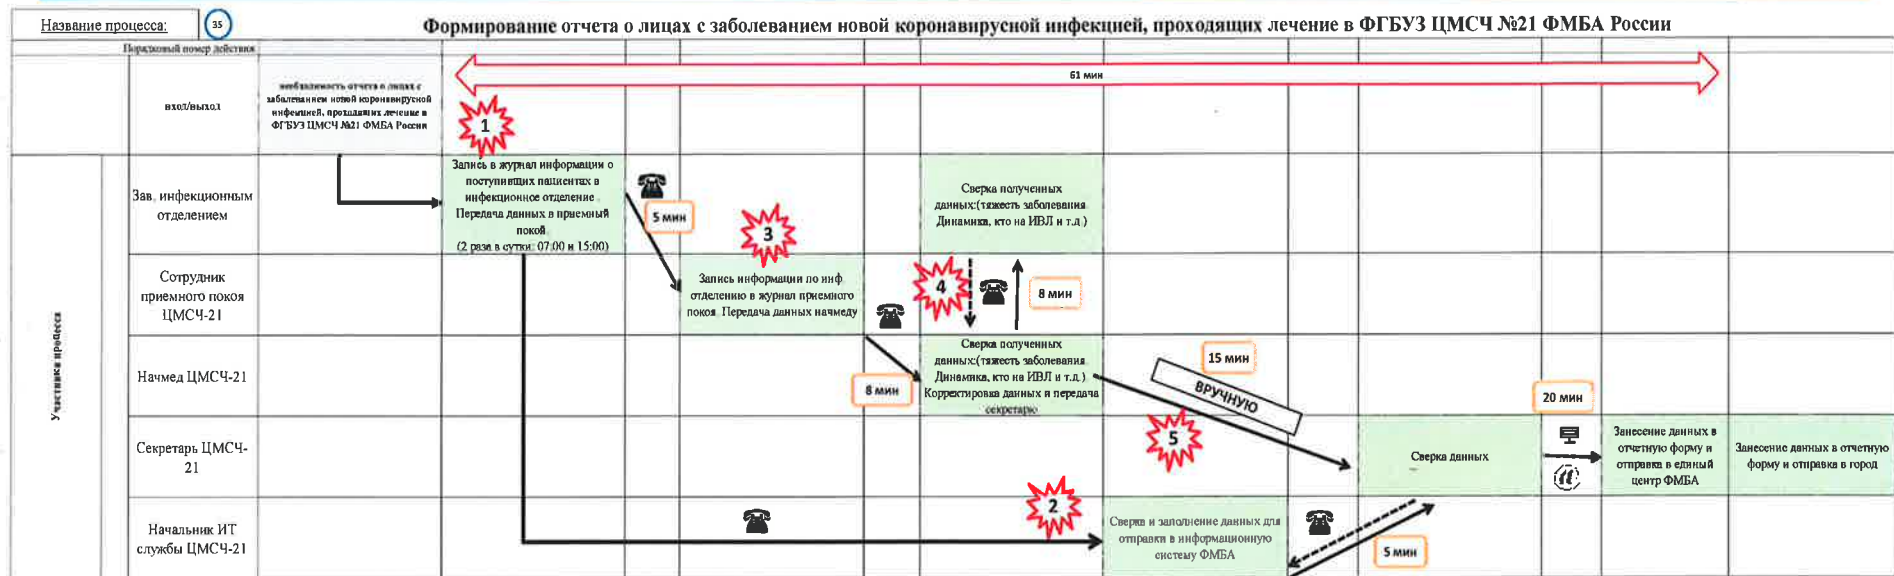 Название процесса:
35
Формирование отчета о лицах с заболеванием новой коронавирусной инфекцией, проходящих лечение в ФГБУЗ ЦМСЧ №21 ФМБА России
Порядковый номер действия
вход/выход
необходимость отчета о лицах с
заболеванием новой коронавирусной
инфекцией, проходящих лечение в
ФГБУЗ ЦМСЧ №21 ФМБА России
61 мин
1
Участники процесса
Зав. инфекционным
отделением
Запись в журнал информации о
поступивших пациентах в
инфекционное отделение
Передача данных в приемный
покой
(2 раза в сутки: 07:00 и 15:00)
5 мин
3
Сверка полученных
данных:(тяжесть заболевания.
Динамика, кто на ИВЛ и т.д.)
Сотрудник
приемного покоя
ЦМСЧ-21
Запись информации по инф.
отделению в журнал приемного
покоя. Передача данных начмеду
4
8 мин
Начмед ЦМСЧ-21
8 мин
Сверка полученных
данных:(тяжесть заболевания.
Динамика, кто на ИВЛ и т.д.)
Корректировка данных и передача
секретарю
15 мин
ВРУЧНУЮ
20 мин
Секретарь ЦМСЧ-
21
5
Сверка данных
Занесение данных в
отчетную форму и
отправка в единый
центр ФМБА
Занесение данных в отчетную
форму и отправка в город
Начальник ИТ
службы ЦМСЧ-21
2
Сверка и заполнение данных для
отправки в информационную
систему ФМБА
5 мин